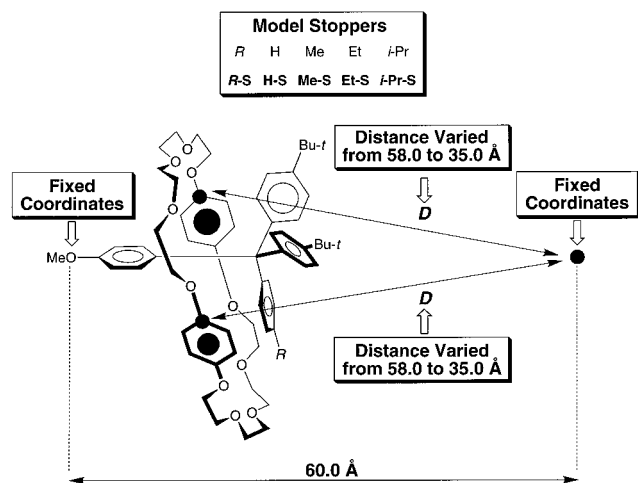 Model Stoppers
R H Me Et i-Pr
R-S H-S Me-S Et-S i-Pr-S
Bu-t
Distance Varied
from 58.0 to 35.0 Å
Fixed
Coordinates
Fixed
Coordinates
D
Bu-t
MeO
O
O
O
O
O
O
D
R
Distance Varied
from 58.0 to 35.0 Å
O
O
O
O
60.0 Å